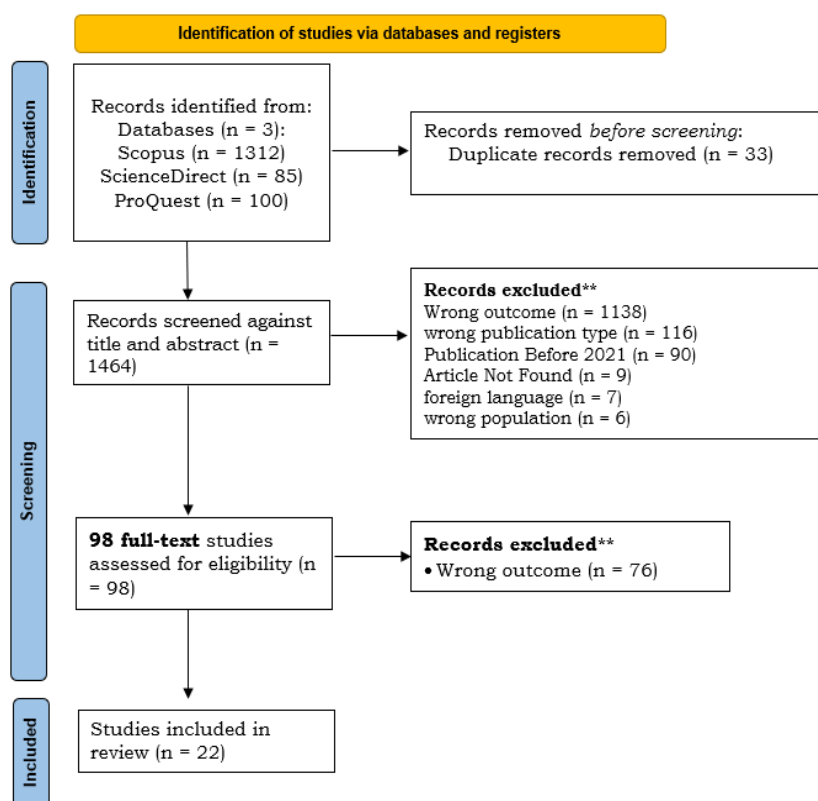 Identification of studies via databases and registers
Identification
Records identified from:
Databases (n = 3):
Scopus (n = 1312)
ScienceDirect (n = 85)
ProQuest (n = 100)
Records removed before screening:
Duplicate records removed (n = 33)
Screening
Records screened against
title and abstract (n =
1464)
Records excluded**
Wrong outcome (n = 1138)
wrong publication type (n = 116)
Publication Before 2021 (n = 90)
Article Not Found (n = 9)
foreign language (n = 7)
wrong population (n = 6)
98 full-text studies
assessed for eligibility (n
= 98)
Records excluded**
• Wrong outcome (n = 76)
Included
Studies included in
review (n = 22)